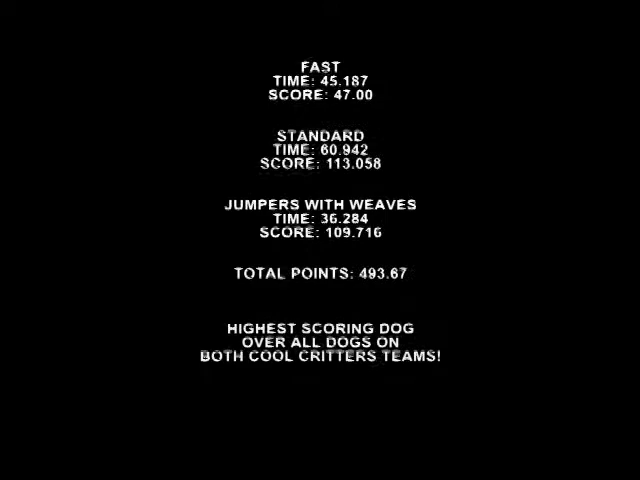 FAST
TIME: 45.187
SCORE: 47.00
STANDARD
TIME: 60.942
SCORE: 113.058
JUMPERS WITH WEAVES
TIME: 36.284
SCORE: 109.716
TOTAL POINTS: 493.67
HIGHEST SCORING DOG
OVER ALL DOGS ON
BOTH COOL CRITTERS TEAMS!